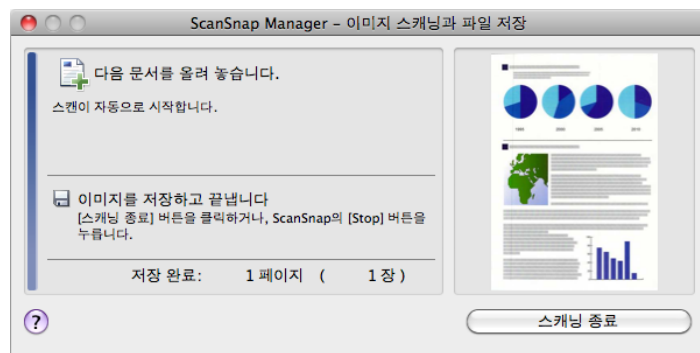 ScanSnap Manager – 이미지 스캐닝과 파일 저장
다음 문서를 올려 놓습니다.
스캔이 자동으로 시작합니다.
이미지를 저장하고 끝냅니다
[스캐닝 종료] 버튼을 클릭하거나, ScanSnap의 [Stop] 버튼을
누릅니다.
저장 완료: 1 페이지 ( 1 장 )
?
스캐닝 종료